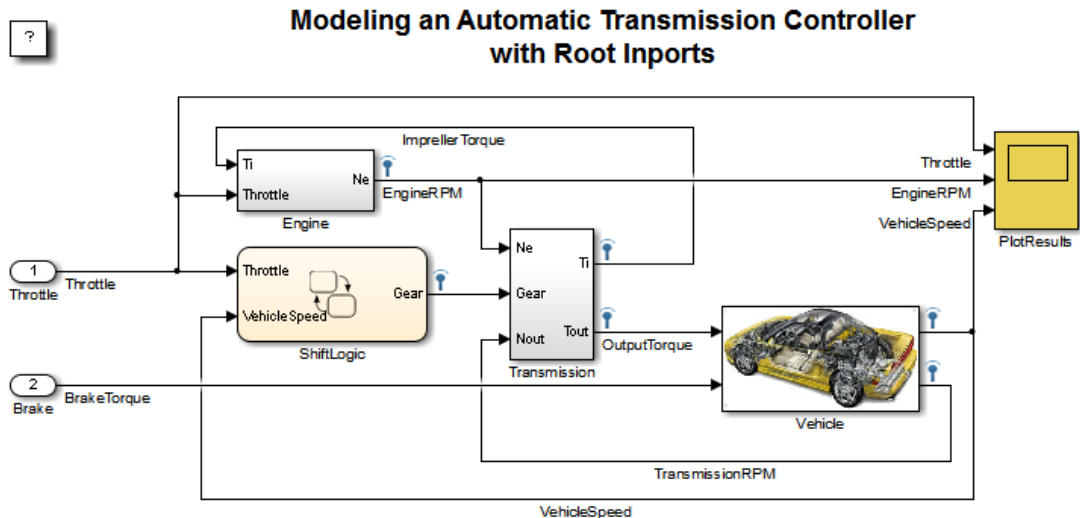 Modeling an Automatic Transmission Controller
with Root Inports
?
ImprellerTorque
Ti
Throttle
Ne
Engine
EngineRPM
Throttle
EngineRPM
VehicleSpeed
PlotResults
1
Throttle
Throttle
Throttle
VehicleSpeed
Gear
ShiftLogic
Ne
Gear
Nout
Ti
Tout
Transmission
OutputTorque
2
Brake
BrakeTorque
Vehicle
TransmissionRPM
VehicleSpeed